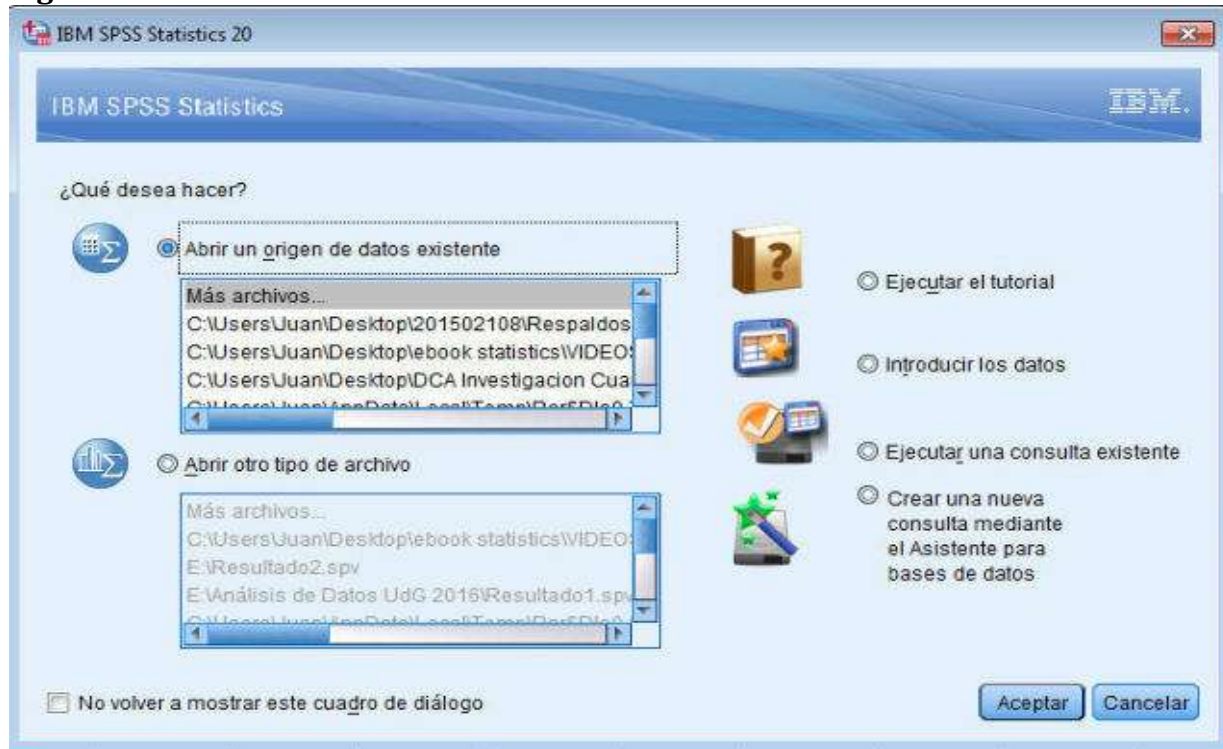 IBM SPSS Statistics 20
IBM SPSS Statistics
IBM.
¿Qué desea hacer?
Abrir un origen de datos existente
Más archivos...
C:\Users\Juan\Desktop\201502108\Respaldos
C:\Users\Juan\Desktop\ebook statistics\VIDEO
C:\Users\Juan\Desktop\DCA Investigacion Cua
Abrir otro tipo de archivo
Más archivos...
C:\Users\Juan\Desktop\ebook statistics\VIDEO
E:\Resultado2.spv
E:\Análisis de Datos UdG 2016\Resultado1.spv
Ejecutar el tutorial
Introducir los datos
Ejecutar una consulta existente
Crear una nueva
consulta mediante
el Asistente para
bases de datos
No volver a mostrar este cuadro de diálogo
Aceptar
Cancelar